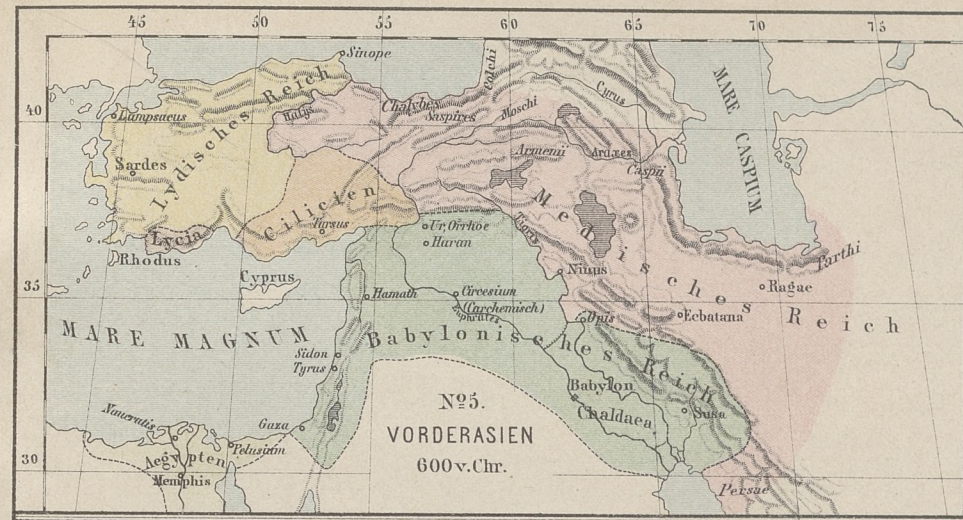 45 50 55 60 65 70 75
Sinope
Colchi
MARE CASPIUM
Lydisches Reich
Halys
Chalybes
Saspires
Moschi
Cyrus
40
Lampsacus
Armenii
Araxes
Caspii
Sardes
Medisches Reich
Cilicien
Tarsus
Lycia
Ur, Orrhoe
Haran
Tigris
Rhodus
Parthi
Cyprus
Ninus
Ragae
35
Hamath
Circesium
(Carchemisch)
Euphrates
Opis
Ecbatana
MARE MAGNUM
Babylonisches Reich
Sidon
Tyrus
Babylon
Chaldaea
Susa
Nº5.
VORDERASIEN
600 v. Chr.
Naucratis
Gaza
Pelusium
Aegypten
Memphis
30
Persae